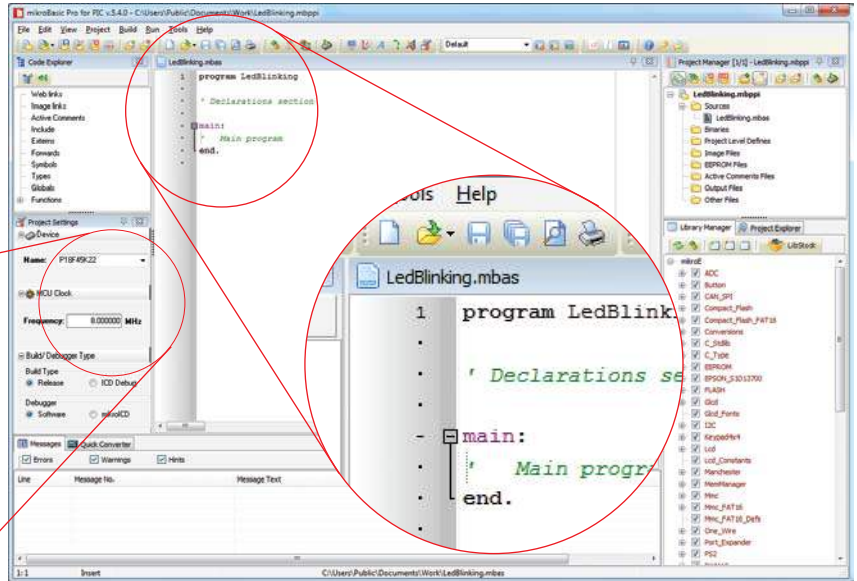 mikroBasic Pro for PIC v.5.4.0 - C:\Users\Public\Documents\Work\LedBlinking.mbppi
File Edit View Project Build Run Tools Help
Default
Code Explorer
Web links
Image links
Active Comments
Include
Externs
Forwards
Symbols
Types
Globals
Functions
Project Settings
Device
Name: P18F45K22
MCU Clock
Frequency: 8.000000 MHz
Build/Debugger Type
Build Type
Release ICD Debug
Debugger
Software mikroICD
LedBlinking.mbas
1 program LedBlinking
' Declarations section
main:
' Main program
end.
ools Help
LedBlinking.mbas
1 program LedBlink
' Declarations se
main:
' Main progr
end.
Messages Quick Converter
Errors Warnings Hints
Line Message No. Message Text
1:1 Insert C:\Users\Public\Documents\Work\LedBlinking.mbas
Project Manager [1/1] - LedBlinking.mbppi
LedBlinking.mbppi
Sources
LedBlinking.mbas
Binaries
Project Level Defines
Image Files
EEPROM Files
Active Comments Files
Output Files
Other Files
Library Manager Project Explorer
LibStock
mikroE
ADC
Button
CAN_SPI
Compact_Flash
Compact_Flash_FAT16
Conversions
C_Stdlib
C_Type
EEPROM
EPSON_S1D13700
FLASH
Glcd
Glcd_Fonts
I2C
Keypad4x4
Lcd
Lcd_Constants
Manchester
MemManager
Mmc
Mmc_FAT16
Mmc_FAT16_Defs
One_Wire
Port_Expander
PS2